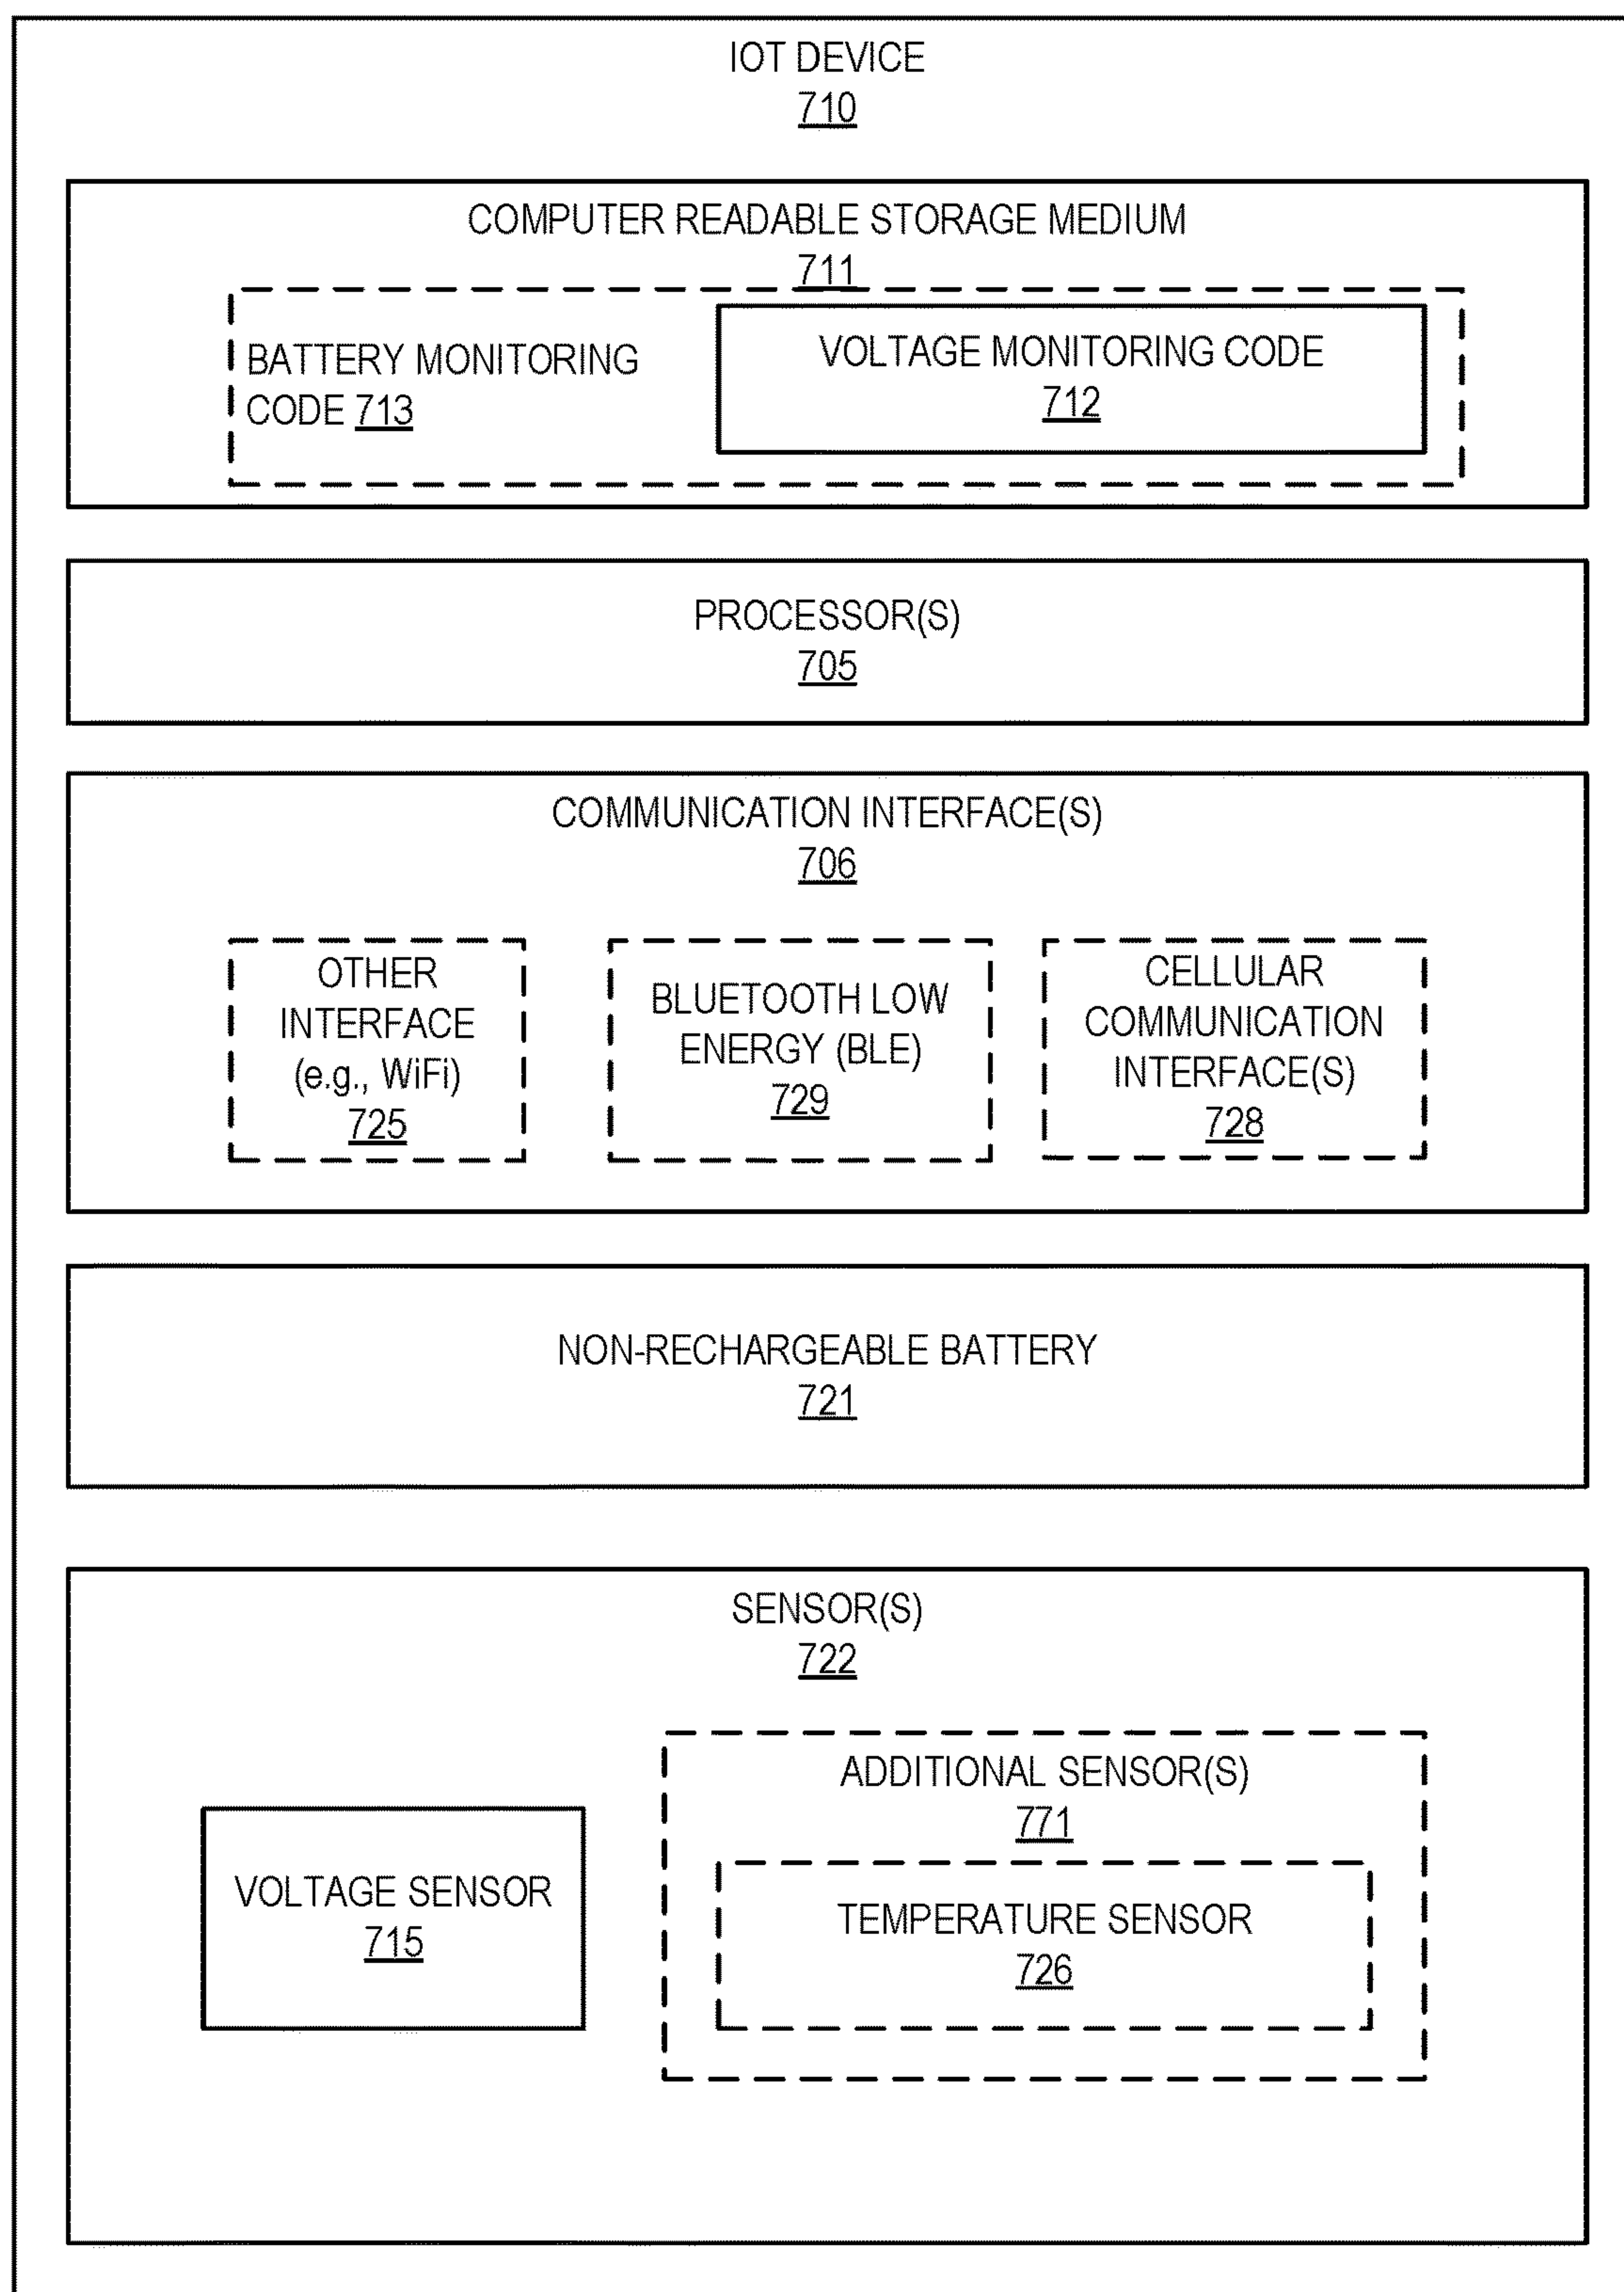 IOT DEVICE
710
COMPUTER READABLE STORAGE MEDIUM
711
BATTERY MONITORING
CODE 713
VOLTAGE MONITORING CODE
712
PROCESSOR(S)
705
COMMUNICATION INTERFACE(S)
706
OTHER
INTERFACE
(e.g., WiFi)
725
BLUETOOTH LOW
ENERGY (BLE)
729
CELLULAR
COMMUNICATION
INTERFACE(S)
728
NON-RECHARGEABLE BATTERY
721
SENSOR(S)
722
VOLTAGE SENSOR
715
ADDITIONAL SENSOR(S)
771
TEMPERATURE SENSOR
726